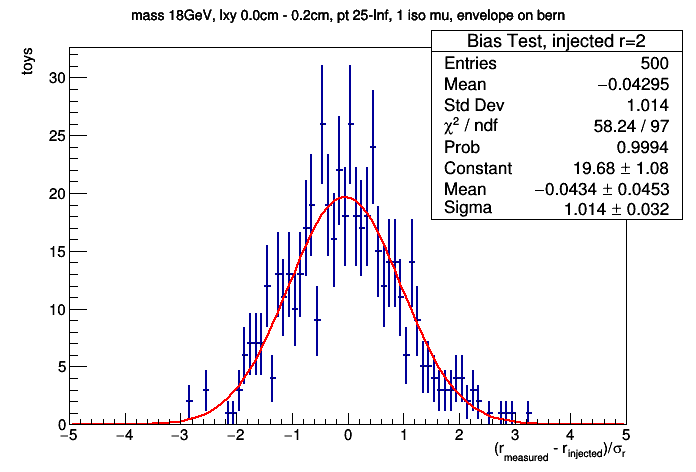 mass 18GeV, lxy 0.0cm - 0.2cm, pt 25-Inf, 1 iso mu, envelope on bern
toys
Bias Test, injected r=2
Entries 500
Mean −0.04295
Std Dev 1.014
χ² / ndf 58.24 / 97
Prob 0.9994
Constant 19.68 ± 1.08
Mean −0.0434 ± 0.0453
Sigma 1.014 ± 0.032
30
25
20
15
10
5
0
−5 −4 −3 −2 −1 0 1 2 3 4 5
(r_measured - r_injected)/σ_r